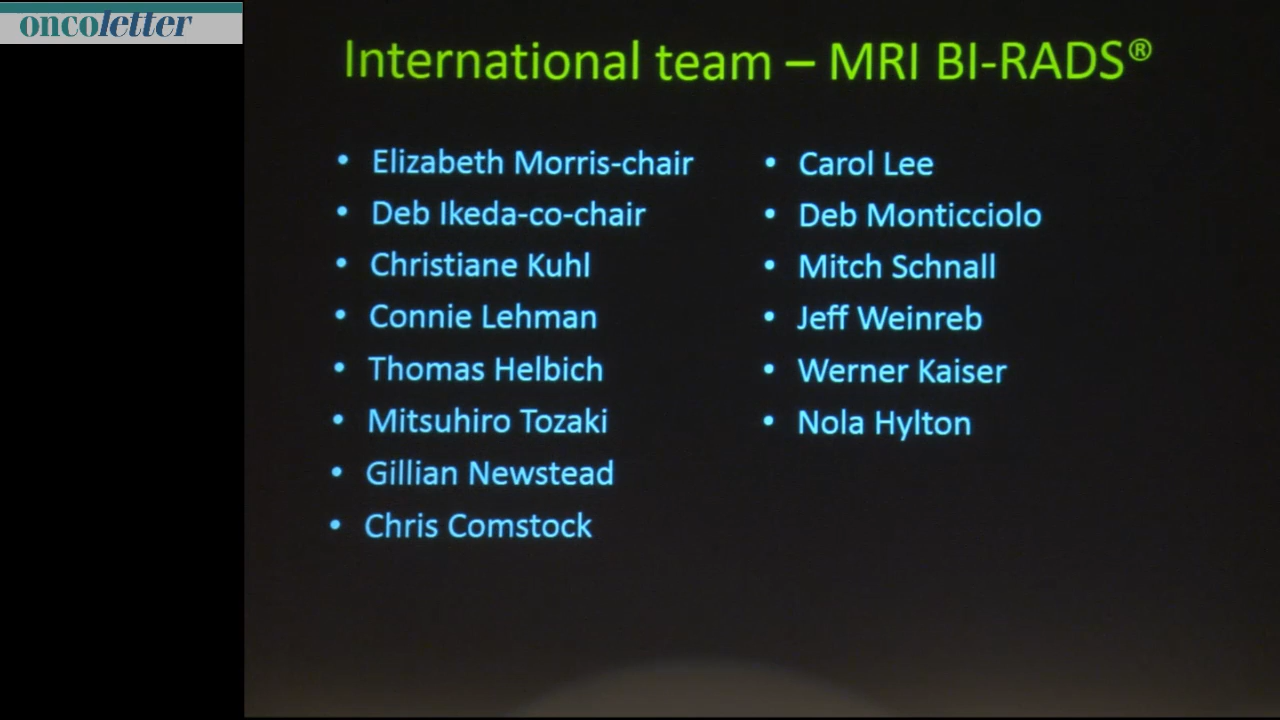 oncoletter
International team – MRI BI-RADS®
• Elizabeth Morris-chair
• Deb Ikeda-co-chair
• Christiane Kuhl
• Connie Lehman
• Thomas Helbich
• Mitsuhiro Tozaki
• Gillian Newstead
• Chris Comstock
• Carol Lee
• Deb Monticciolo
• Mitch Schnall
• Jeff Weinreb
• Werner Kaiser
• Nola Hylton